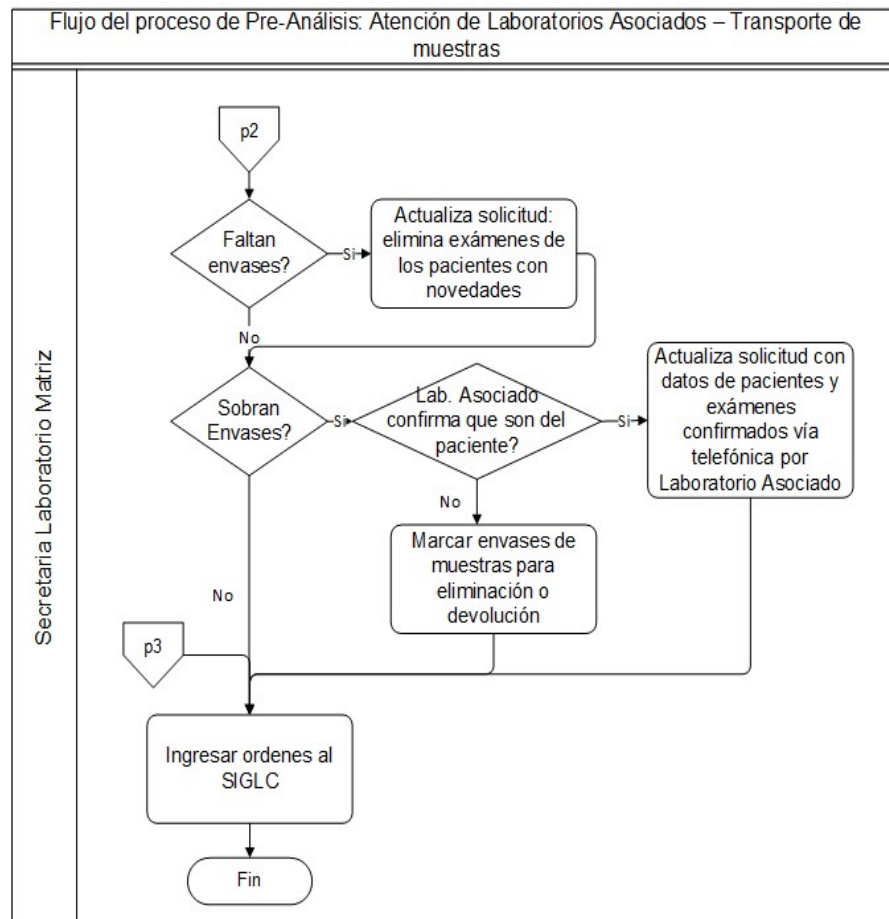 Flujo del proceso de Pre-Análisis: Atención de Laboratorios Asociados – Transporte de
muestras
Secretaria Laboratorio Matriz
p2
Faltan
envases?
Si
Actualiza solicitud:
elimina exámenes de
los pacientes con
novedades
No
Sobran
Envases?
Si
Lab. Asociado
confirma que son del
paciente?
Si
Actualiza solicitud con
datos de pacientes y
exámenes
confirmados vía
telefónica por
Laboratorio Asociado
No
Marcar envases de
muestras para
eliminación o
devolución
No
p3
Ingresar ordenes al
SIGLC
Fin